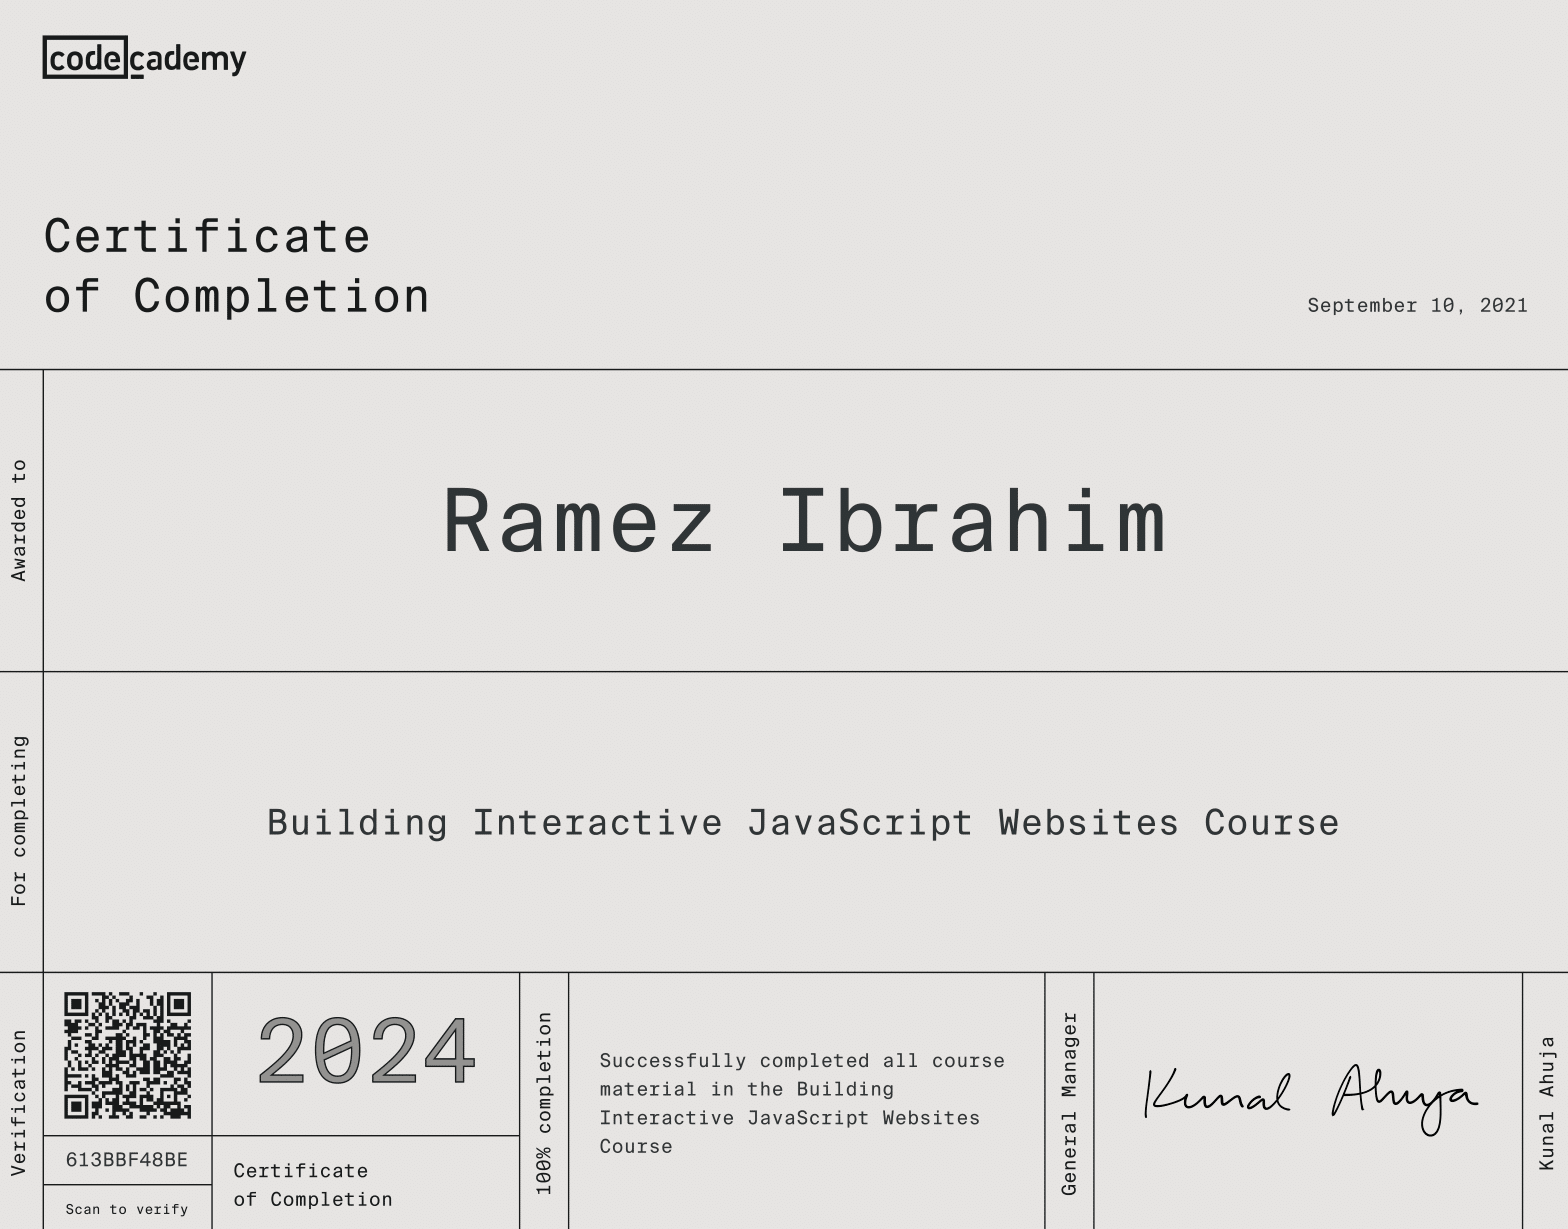 codecademy
Certificate
of Completion
September 10, 2021
Awarded to
Ramez Ibrahim
For completing
Building Interactive JavaScript Websites Course
Verification
613BBF48BE
Scan to verify
2024
Certificate
of Completion
100% completion
Successfully completed all course
material in the Building
Interactive JavaScript Websites
Course
General Manager
Kunal Ahuja
Kunal Ahuja